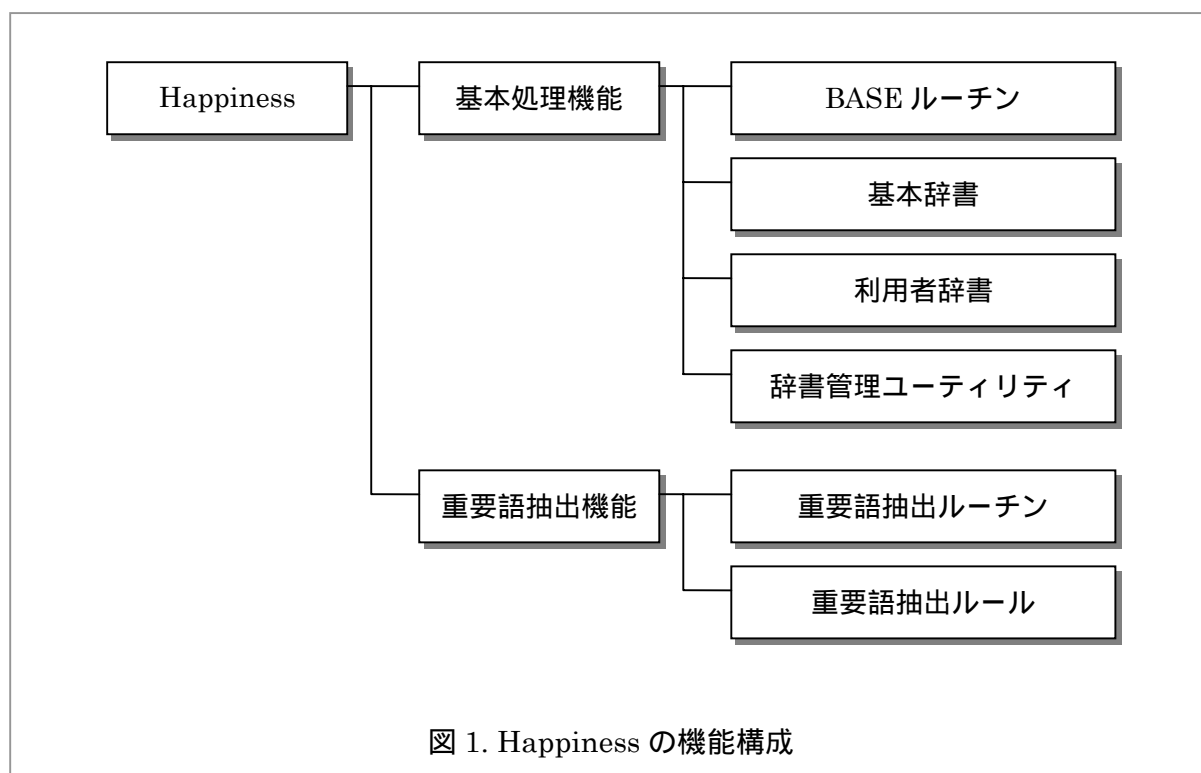 Happiness
基本処理機能
BASE ルーチン
基本辞書
利用者辞書
辞書管理ユーティリティ
重要語抽出機能
重要語抽出ルーチン
重要語抽出ルール
図 1. Happiness の機能構成